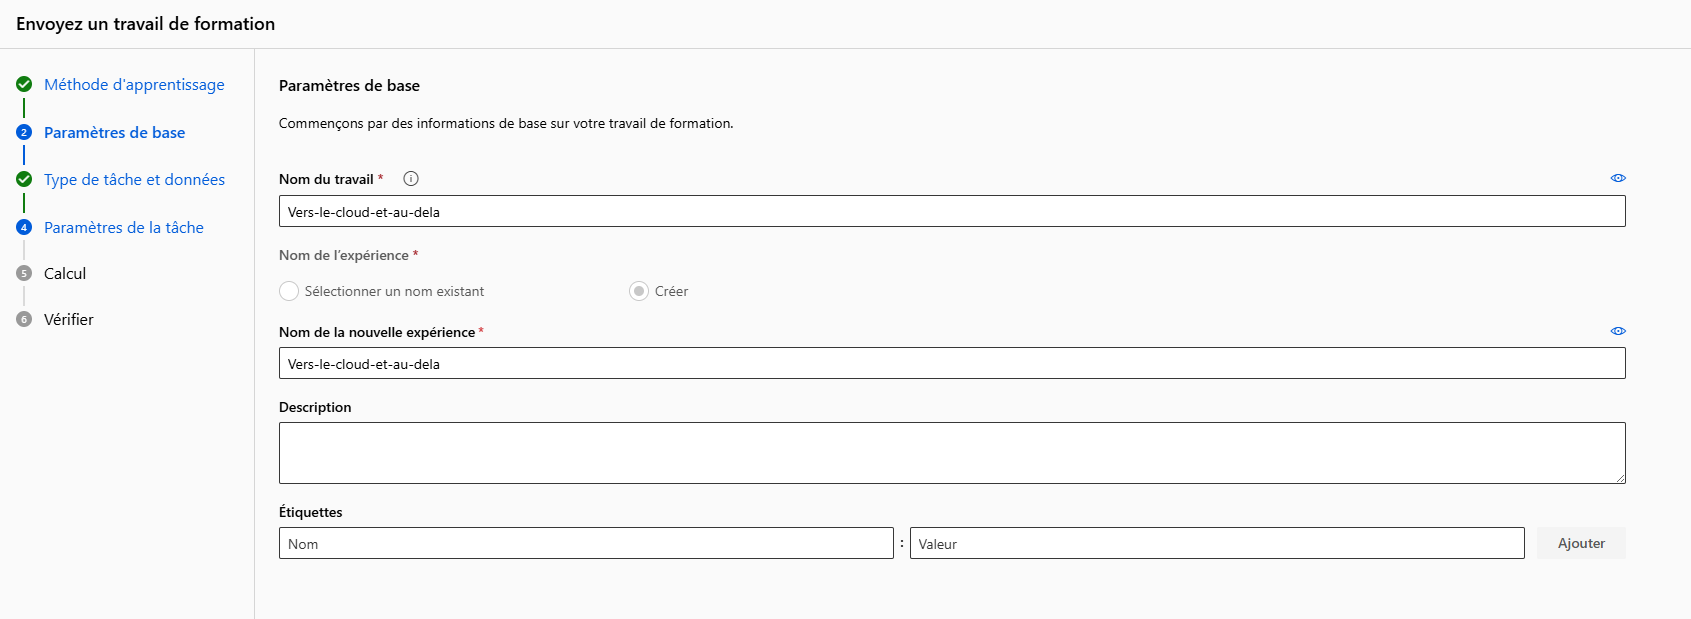 Envoyez un travail de formation
Méthode d'apprentissage
2 Paramètres de base
Type de tâche et données
4 Paramètres de la tâche
5 Calcul
6 Vérifier
Paramètres de base
Commençons par des informations de base sur votre travail de formation.
Nom du travail *
Vers-le-cloud-et-au-dela
Nom de l'expérience *
Sélectionner un nom existant Créer
Nom de la nouvelle expérience *
Vers-le-cloud-et-au-dela
Description
Étiquettes
Nom : Valeur Ajouter